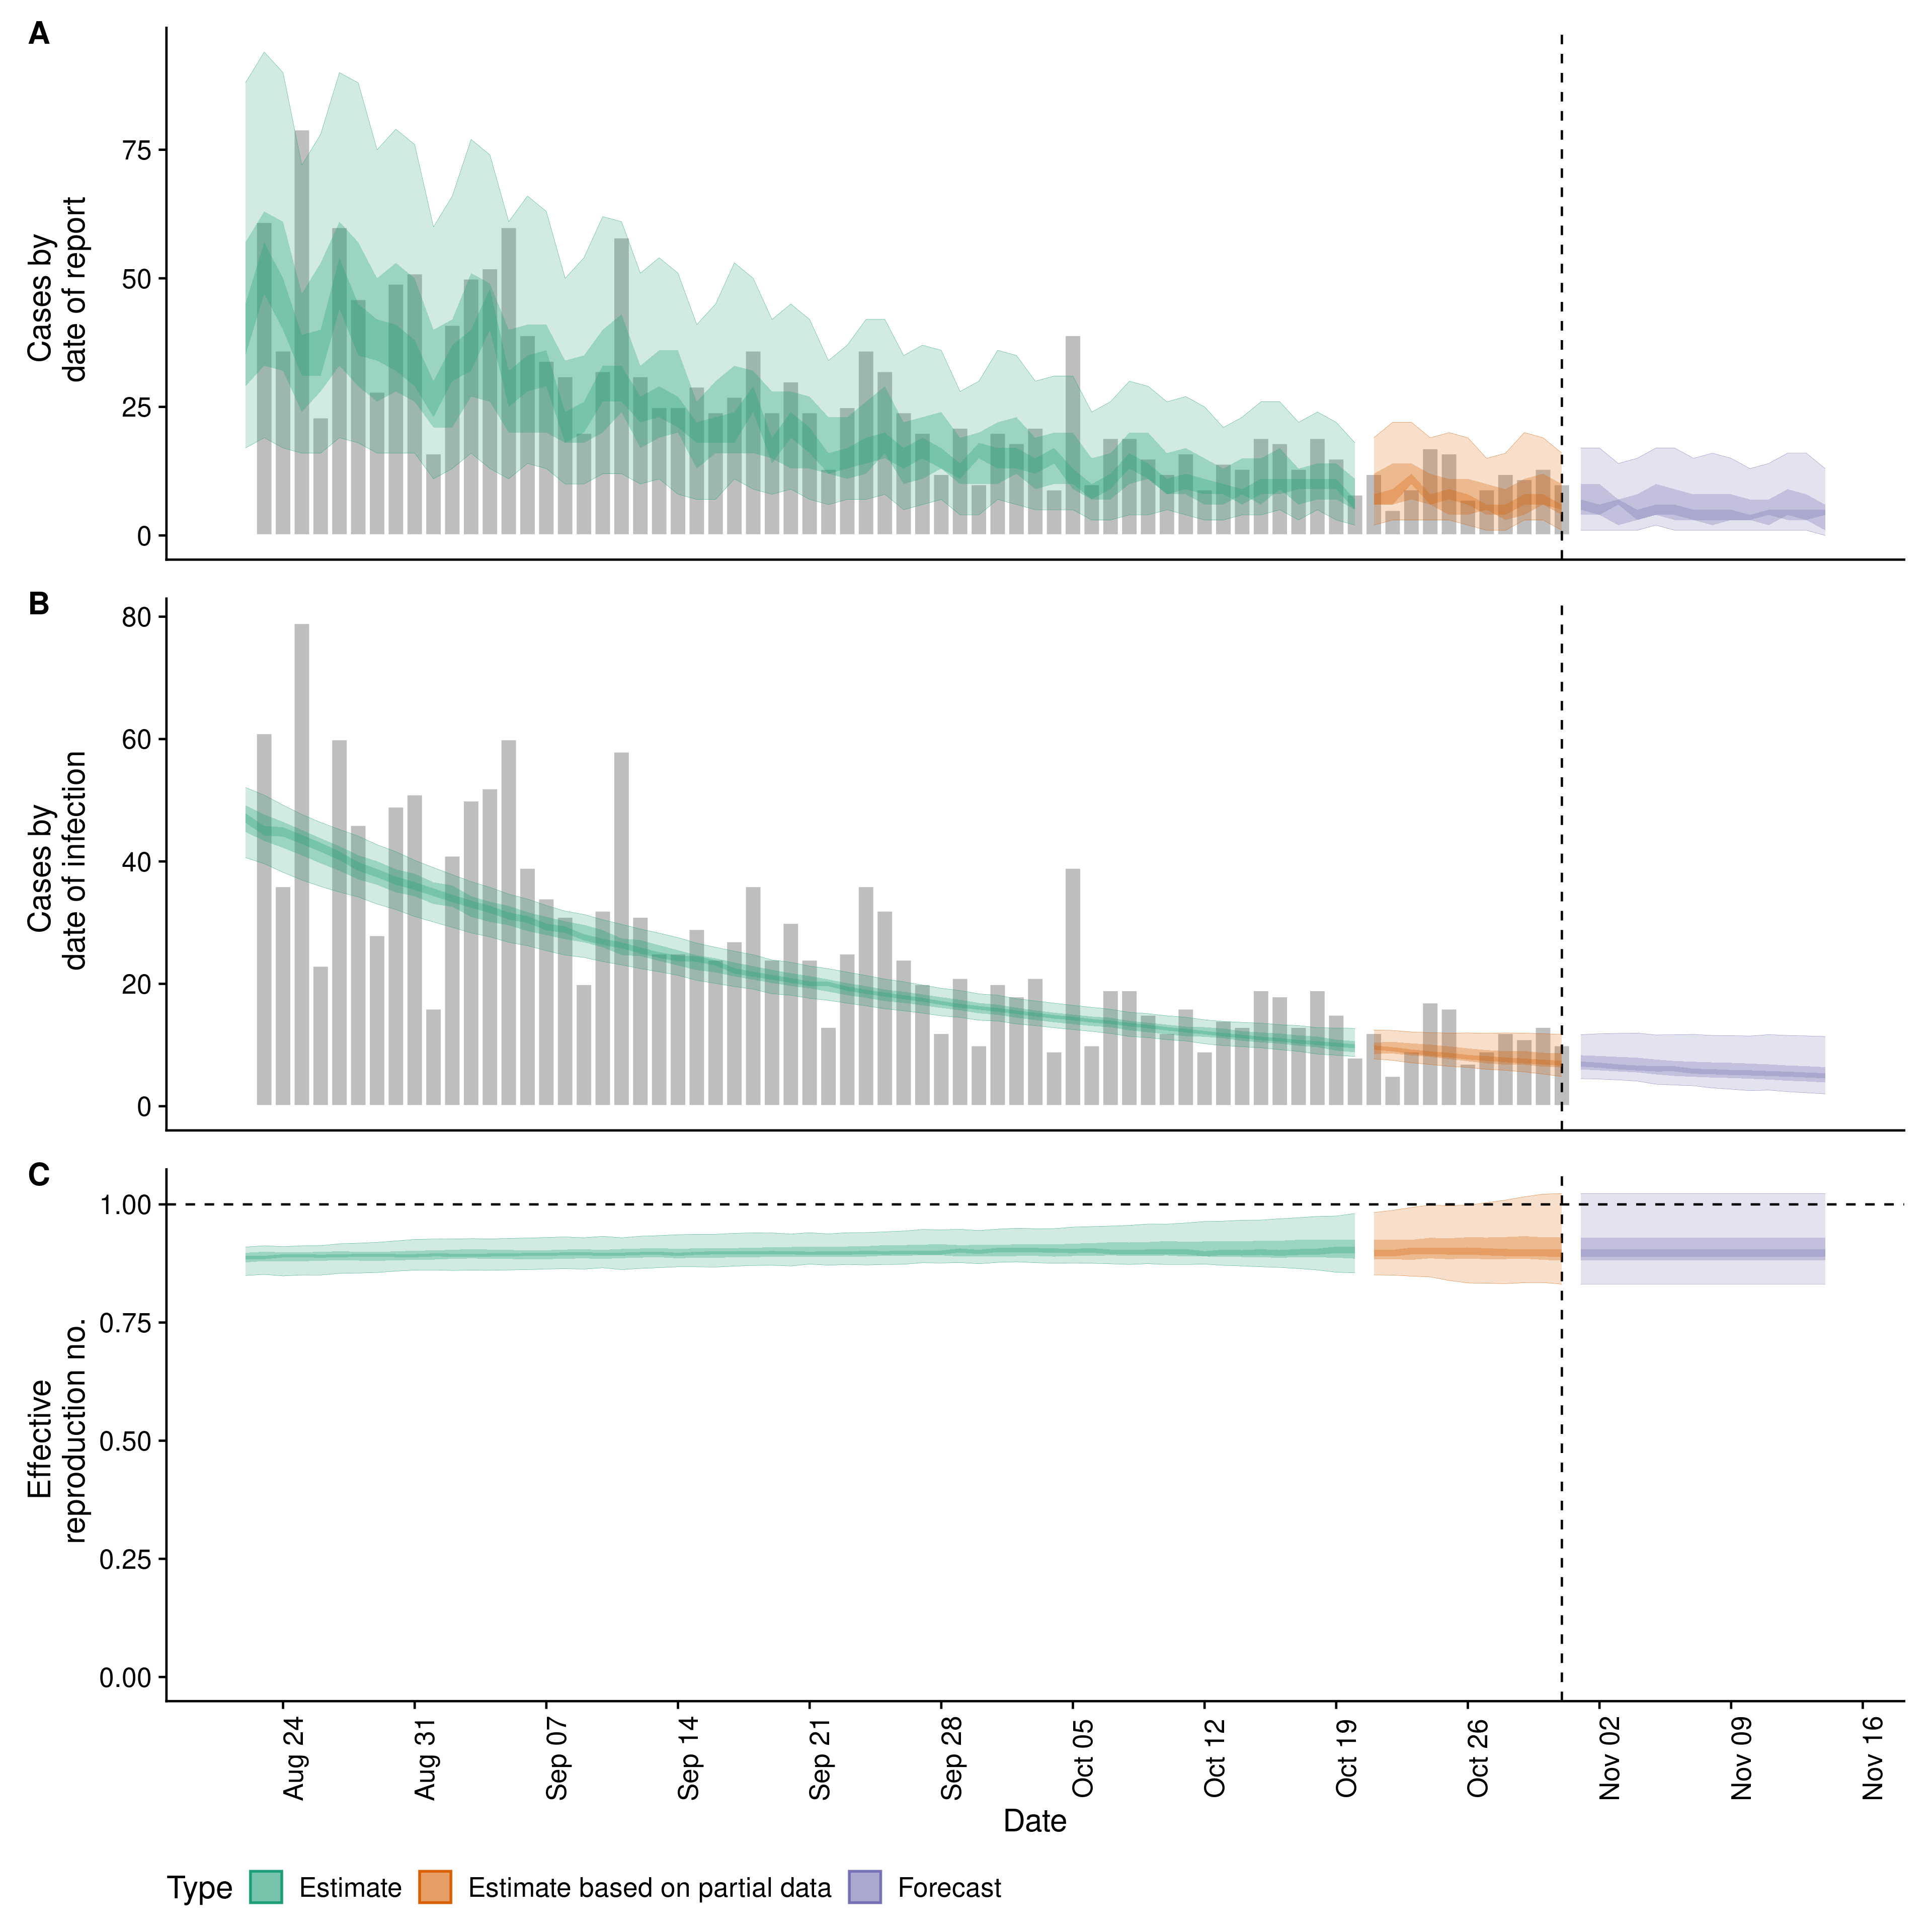 A
Cases by
date of report
75
50
25
0
B
Cases by
date of infection
80
60
40
20
0
C
Effective
reproduction no.
1.00
0.75
0.50
0.25
0.00
Aug 24
Aug 31
Sep 07
Sep 14
Sep 21
Sep 28
Oct 05
Oct 12
Oct 19
Oct 26
Nov 02
Nov 09
Nov 16
Date
Type Estimate Estimate based on partial data Forecast